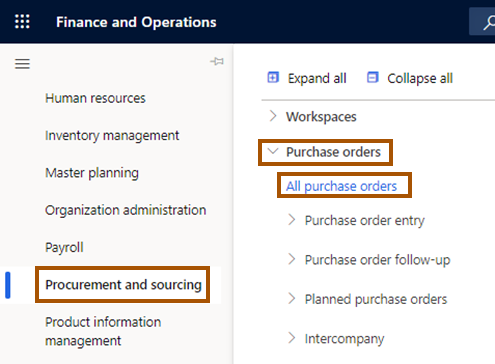 Finance and Operations
Expand all
Collapse all
Human resources
Inventory management
Master planning
Organization administration
Payroll
Procurement and sourcing
Product information
management
Workspaces
Purchase orders
All purchase orders
Purchase order entry
Purchase order follow-up
Planned purchase orders
Intercompany